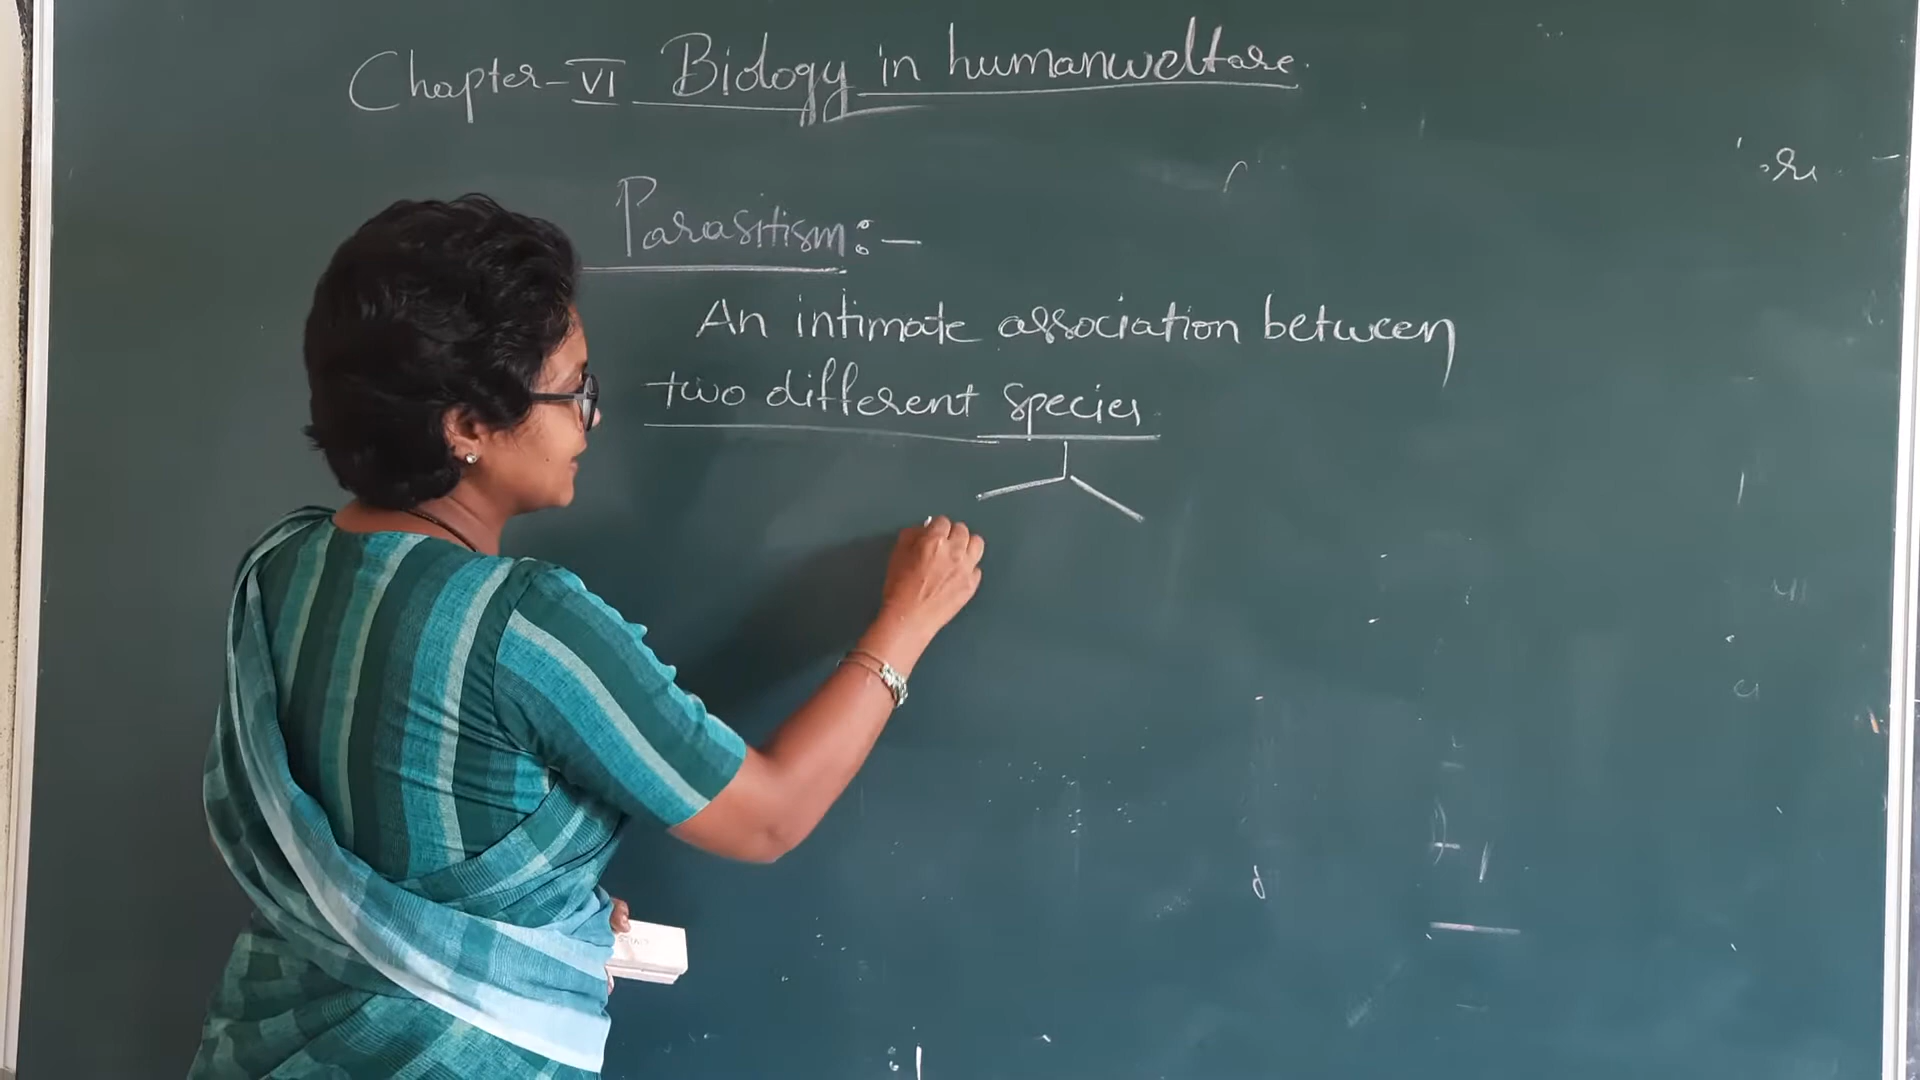 Chapter-VI Biology in humanwelfare.
Parasitism:-
An intimate association between
two different species